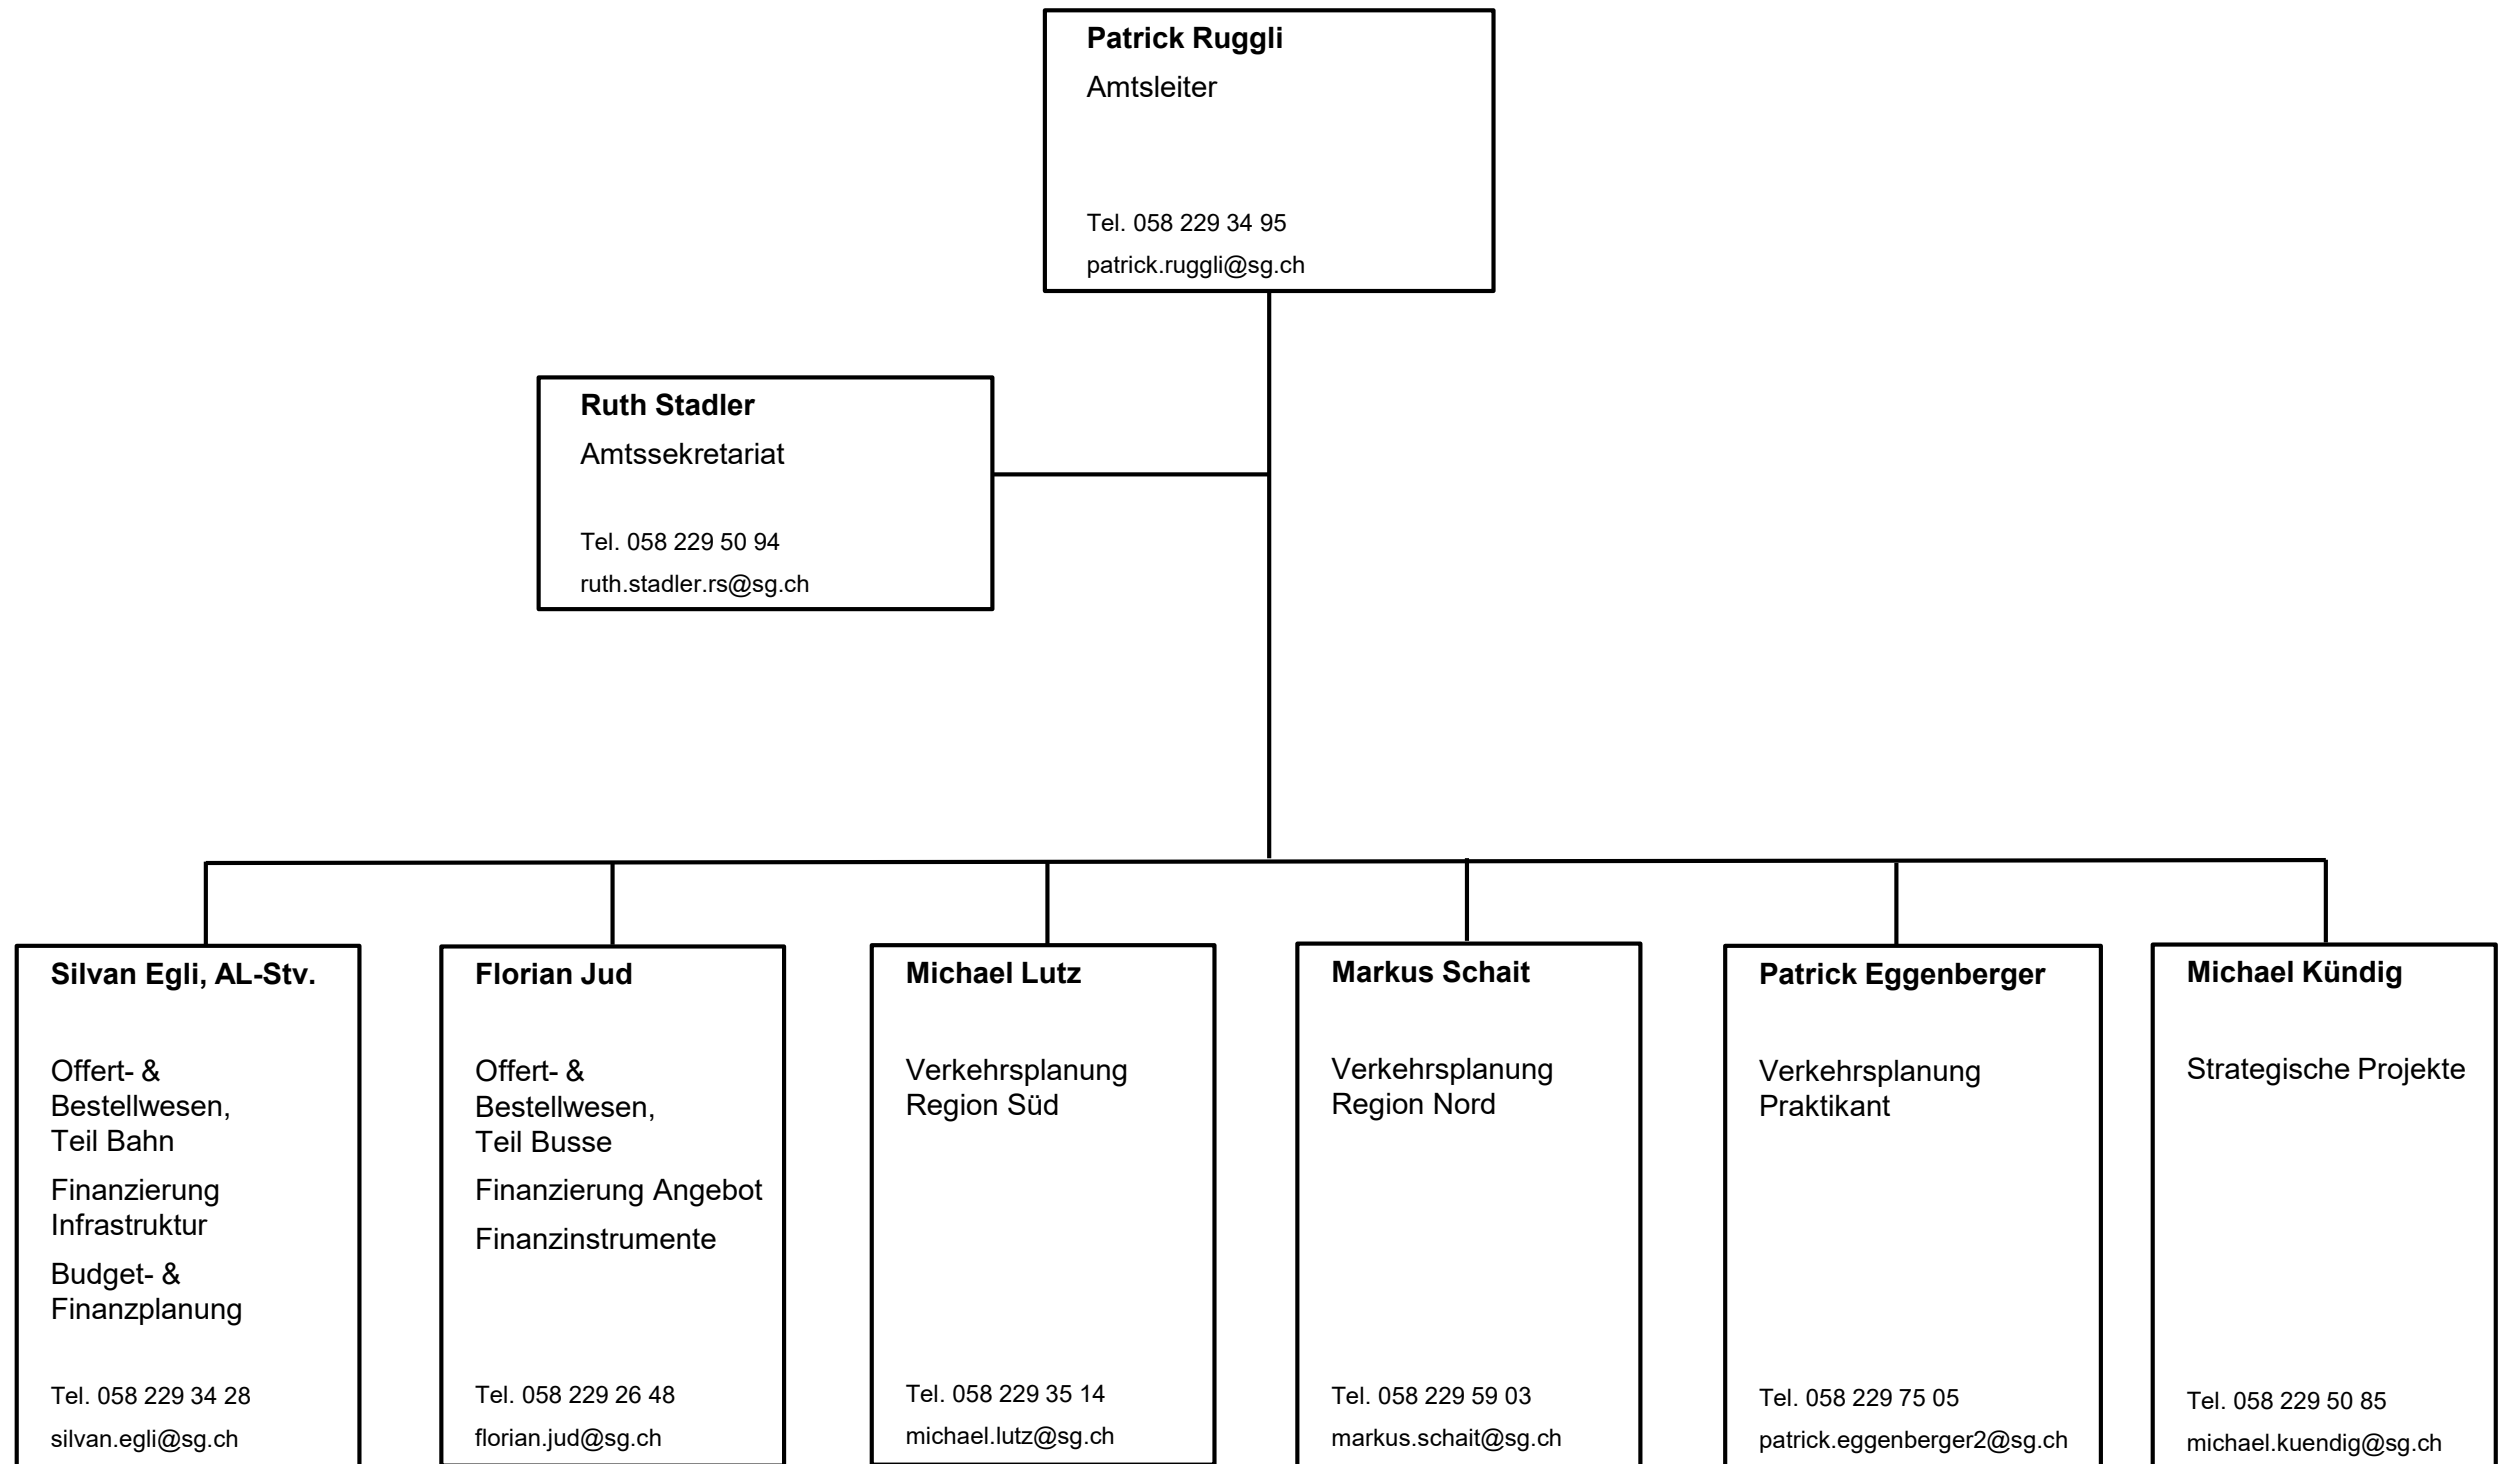 Patrick Ruggli
Amtsleiter
Tel. 058 229 34 95
patrick.ruggli@sg.ch
Ruth Stadler
Amtssekretariat
Tel. 058 229 50 94
ruth.stadler.rs@sg.ch
Silvan Egli, AL-Stv.
Offert- &
Bestellwesen,
Teil Bahn
Finanzierung
Infrastruktur
Budget- &
Finanzplanung
Tel. 058 229 34 28
silvan.egli@sg.ch
Florian Jud
Offert- &
Bestellwesen,
Teil Busse
Finanzierung Angebot
Finanzinstrumente
Tel. 058 229 26 48
florian.jud@sg.ch
Michael Lutz
Verkehrsplanung
Region Süd
Tel. 058 229 35 14
michael.lutz@sg.ch
Markus Schait
Verkehrsplanung
Region Nord
Tel. 058 229 59 03
markus.schait@sg.ch
Patrick Eggenberger
Verkehrsplanung
Praktikant
Tel. 058 229 75 05
patrick.eggenberger2@sg.ch
Michael Kündig
Strategische Projekte
Tel. 058 229 50 85
michael.kuendig@sg.ch